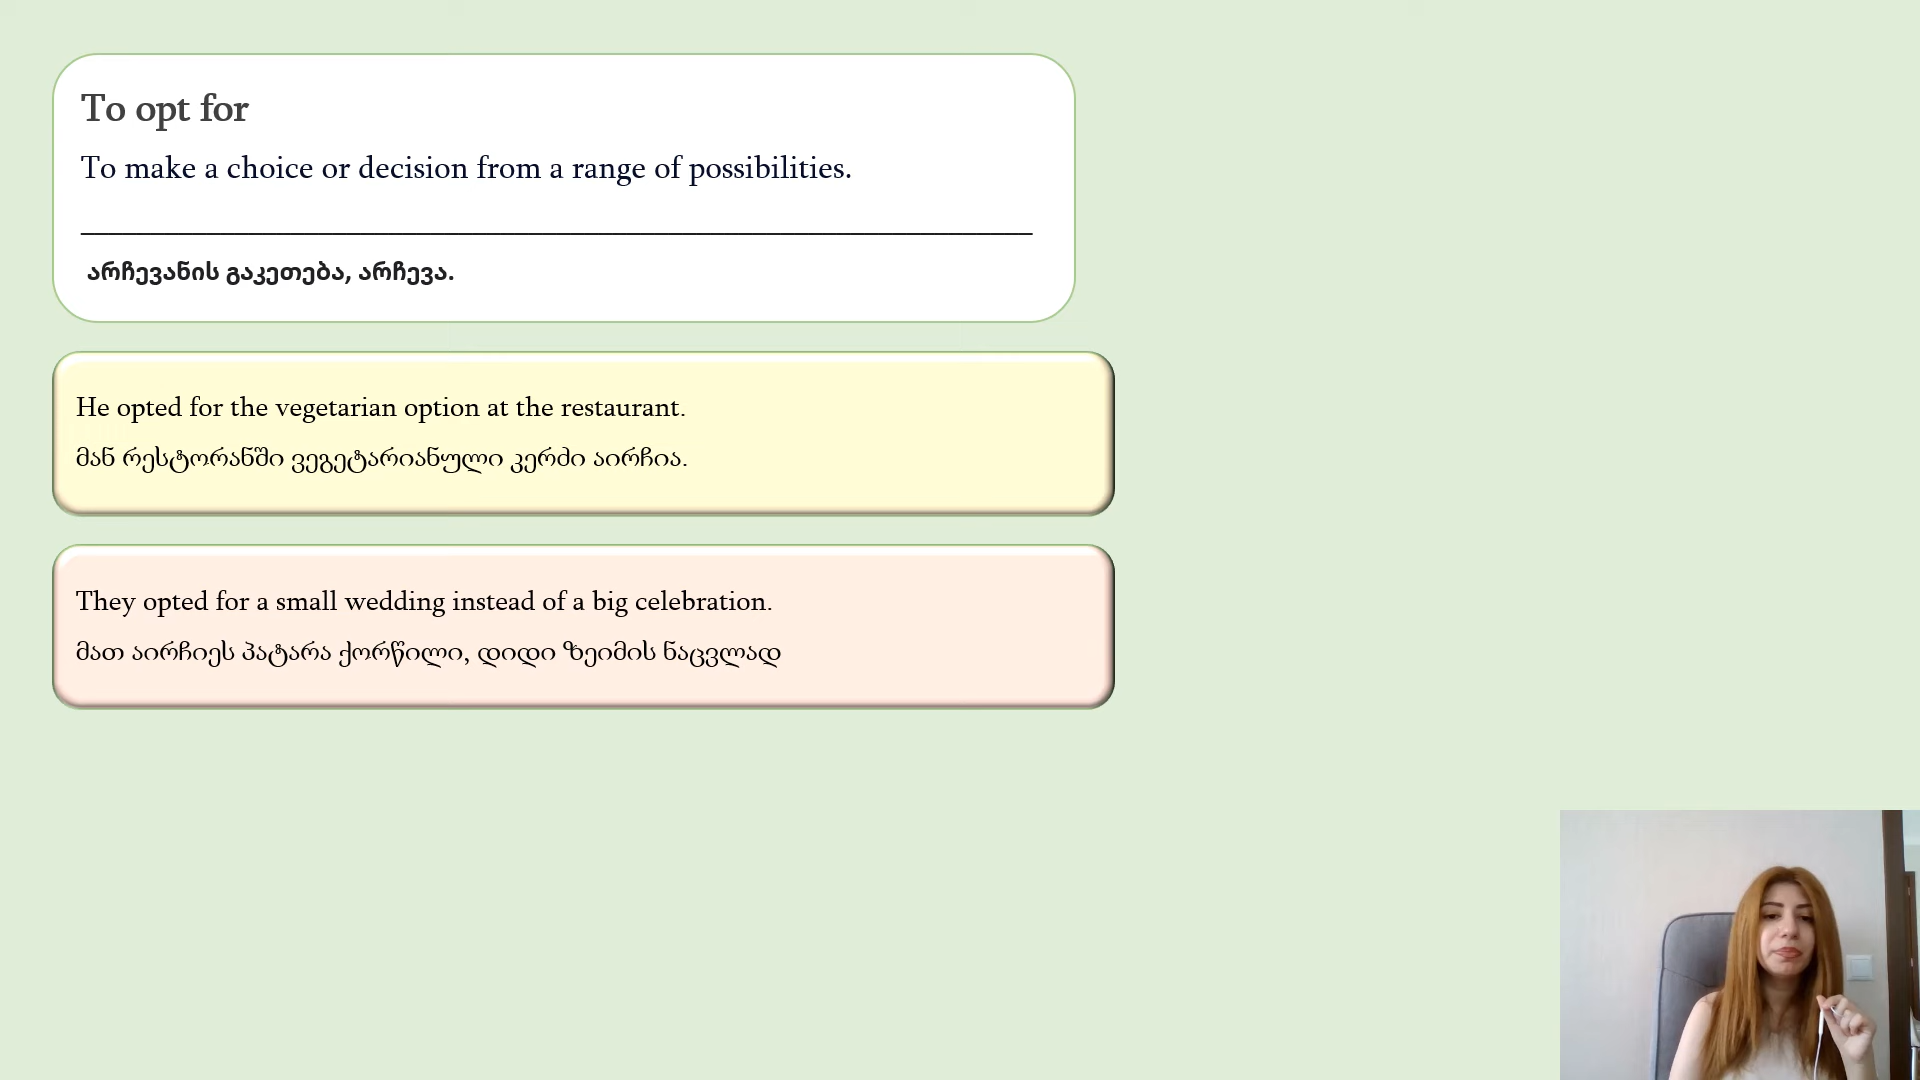 To opt for
To make a choice or decision from a range of possibilities.
არჩევანის გაკეთება, არჩევა.
He opted for the vegetarian option at the restaurant.
მან რესტორანში ვეგეტარიანული კერძი აირჩია.
They opted for a small wedding instead of a big celebration.
მათ აირჩიეს პატარა ქორწილი, დიდი ზეიმის ნაცვლად